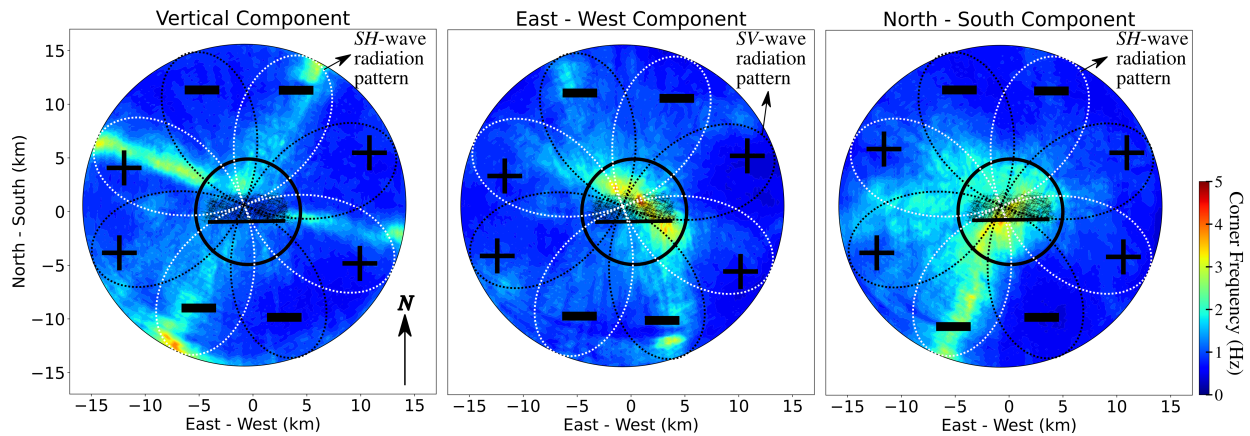 Vertical Component
East - West Component
North - South Component
SH-wave
radiation
pattern
SV-wave
radiation
pattern
SH-wave
radiation
pattern
North - South (km)
15
10
5
0
−5
−10
−15
− −
+ +
+ +
− −
− −
+ +
+ +
− −
− −
+ +
+ +
− −
N
−15 −10 −5 0 5 10 15
−15 −10 −5 0 5 10 15
−15 −10 −5 0 5 10 15
East - West (km)
East - West (km)
East - West (km)
5
4
3
2
1
0
Corner Frequency (Hz)